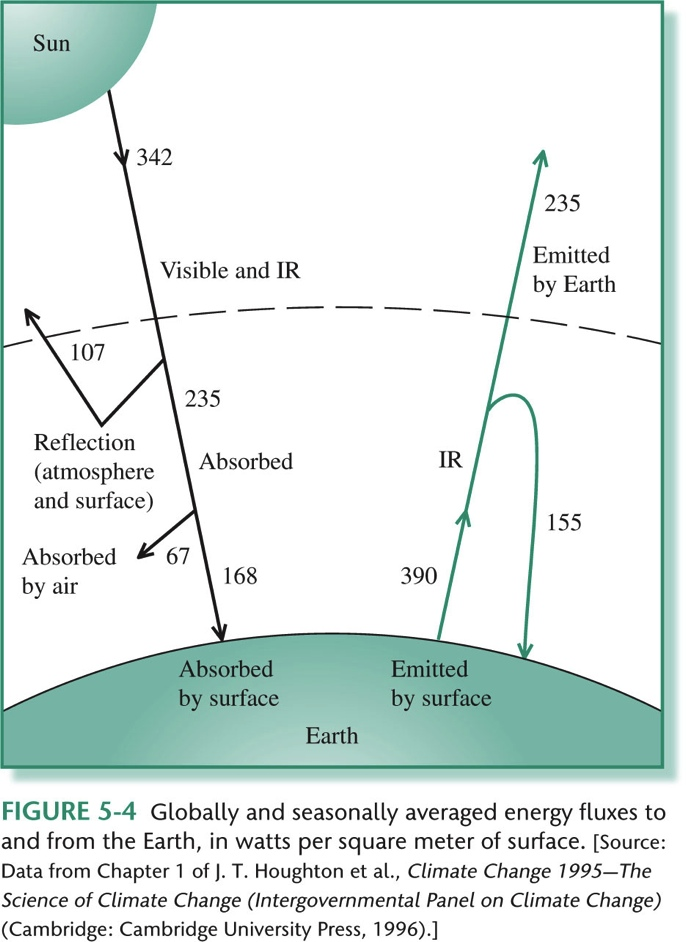 Sun
342
235
Visible and IR
Emitted
by Earth
107
235
Reflection
(atmosphere
and surface)
Absorbed
IR
155
Absorbed
by air
67
168
390
Absorbed
by surface
Emitted
by surface
Earth
FIGURE 5-4 Globally and seasonally averaged energy fluxes to
and from the Earth, in watts per square meter of surface. [Source:
Data from Chapter 1 of J. T. Houghton et al., Climate Change 1995—The
Science of Climate Change (Intergovernmental Panel on Climate Change)
(Cambridge: Cambridge University Press, 1996).]